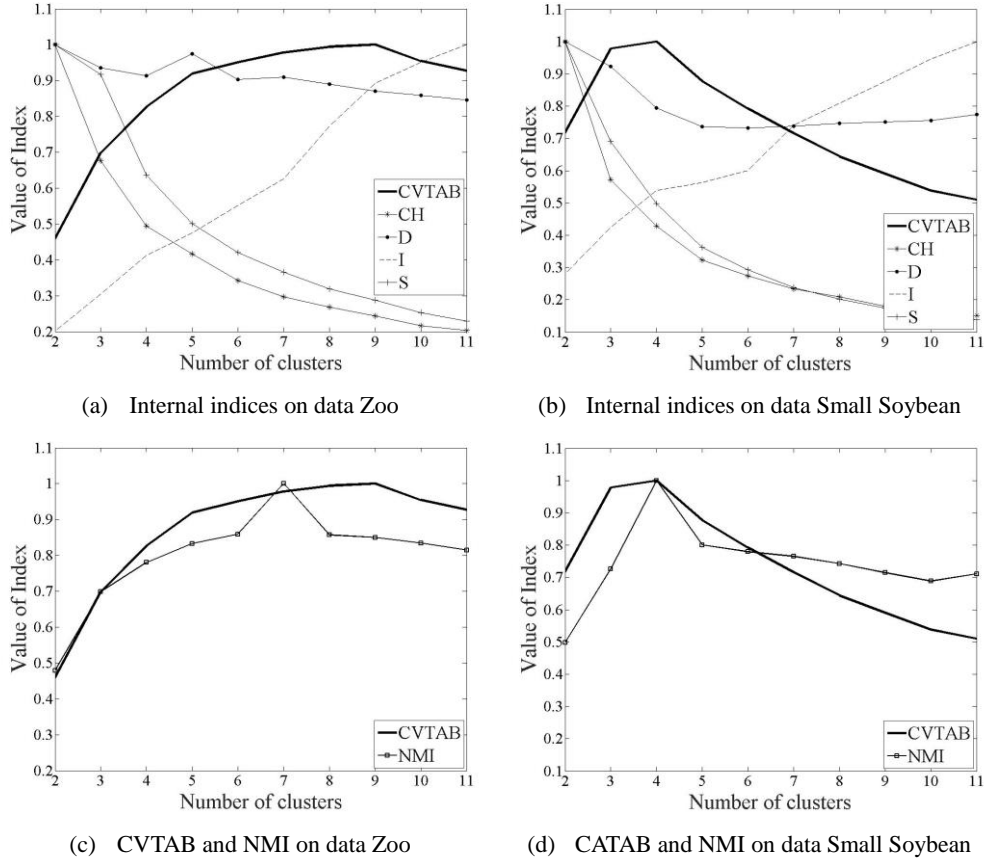 1.1
1
0.9
0.8
0.7
0.6
0.5
0.4
0.3
0.2
Value of Index
CVTAB
CH
D
I
S
2 3 4 5 6 7 8 9 10 11
Number of clusters
(a) Internal indices on data Zoo
1.1
1
0.9
0.8
0.7
0.6
0.5
0.4
0.3
0.2
0.1
Value of Index
CVTAB
CH
D
I
S
2 3 4 5 6 7 8 9 10 11
Number of clusters
(b) Internal indices on data Small Soybean
1.1
1
0.9
0.8
0.7
0.6
0.5
0.4
0.3
0.2
Value of Index
CVTAB
NMI
2 3 4 5 6 7 8 9 10 11
Number of clusters
(c) CVTAB and NMI on data Zoo
1.1
1
0.9
0.8
0.7
0.6
0.5
0.4
0.3
0.2
0.1
Value of Index
CVTAB
NMI
2 3 4 5 6 7 8 9 10 11
Number of clusters
(d) CATAB and NMI on data Small Soybean